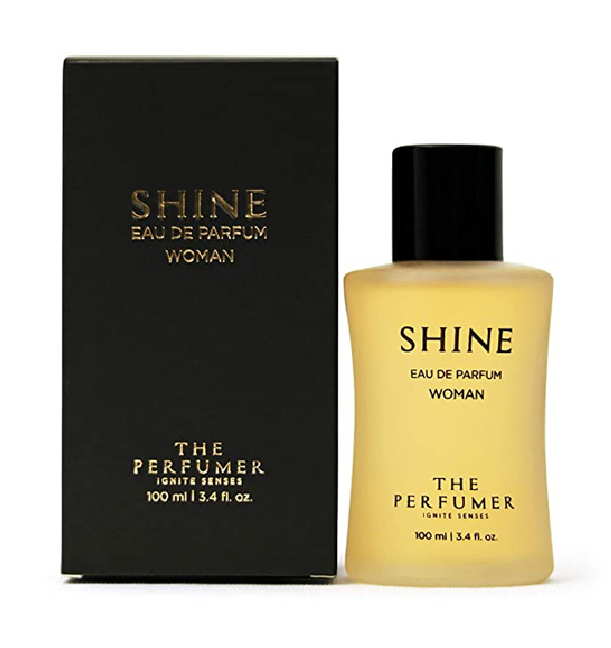 SHINE
EAU DE PARFUM
WOMAN
THE
PERFUMER
IGNITE SENSES
100 ml | 3.4 fl. oz.
SHINE
EAU DE PARFUM
WOMAN
THE
PERFUMER
IGNITE SENSES
100 ml | 3.4 fl. oz.